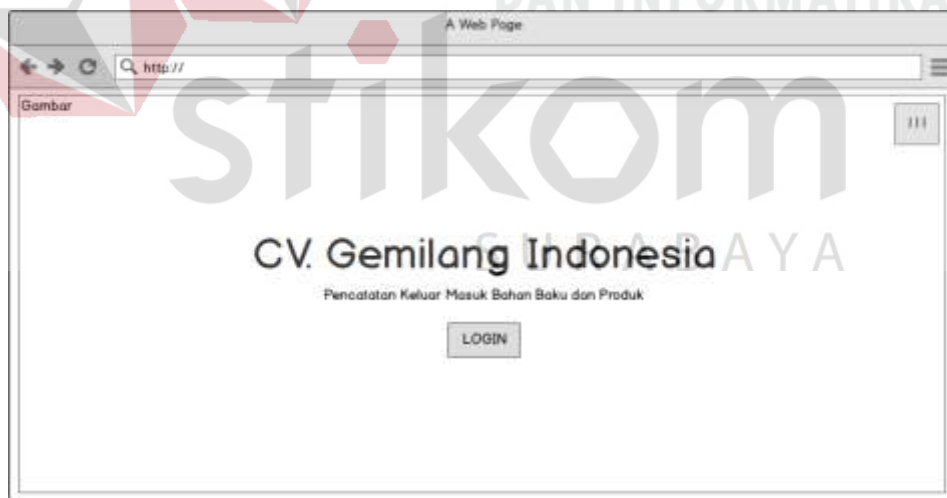 DAN INFORMATIKA
A Web Page
http://
Gambar
III
stikom
CV. Gemilang Indonesia
SURABAYA
Pencatatan Keluar Masuk Bahan Baku dan Produk
LOGIN